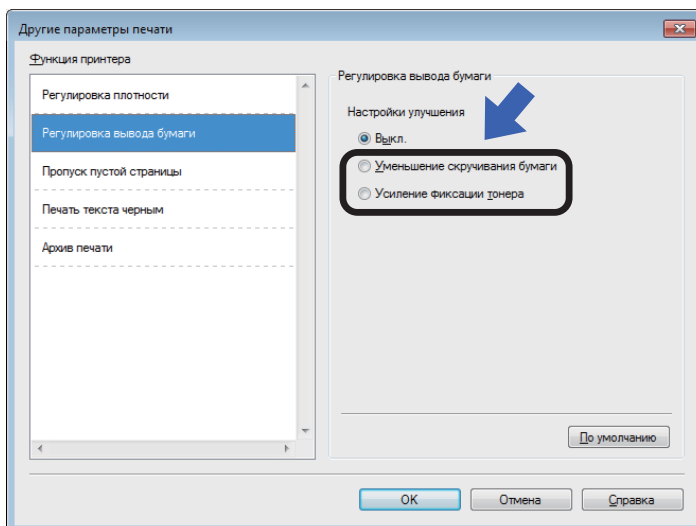 Другие параметры печати
Функция принтера
Регулировка плотности
Регулировка вывода бумаги
Пропуск пустой страницы
Печать текста черным
Архив печати
Регулировка вывода бумаги
Настройки улучшения
Выкл.
Уменьшение скручивания бумаги
Усиление фиксации тонера
По умолчанию
OK
Отмена
Справка